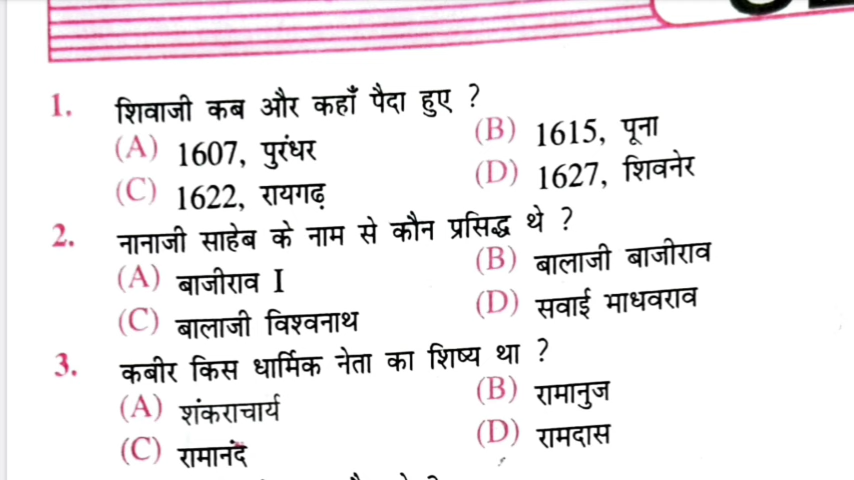 1. शिवाजी कब और कहाँ पैदा हुए ?
(A) 1607, पुरंधर (B) 1615, पूना
(C) 1622, रायगढ़ (D) 1627, शिवनेर
2. नानाजी साहेब के नाम से कौन प्रसिद्ध थे ?
(A) बाजीराव I (B) बालाजी बाजीराव
(C) बालाजी विश्वनाथ (D) सवाई माधवराव
3. कबीर किस धार्मिक नेता का शिष्य था ?
(A) शंकराचार्य (B) रामानुज
(C) रामानंद (D) रामदास